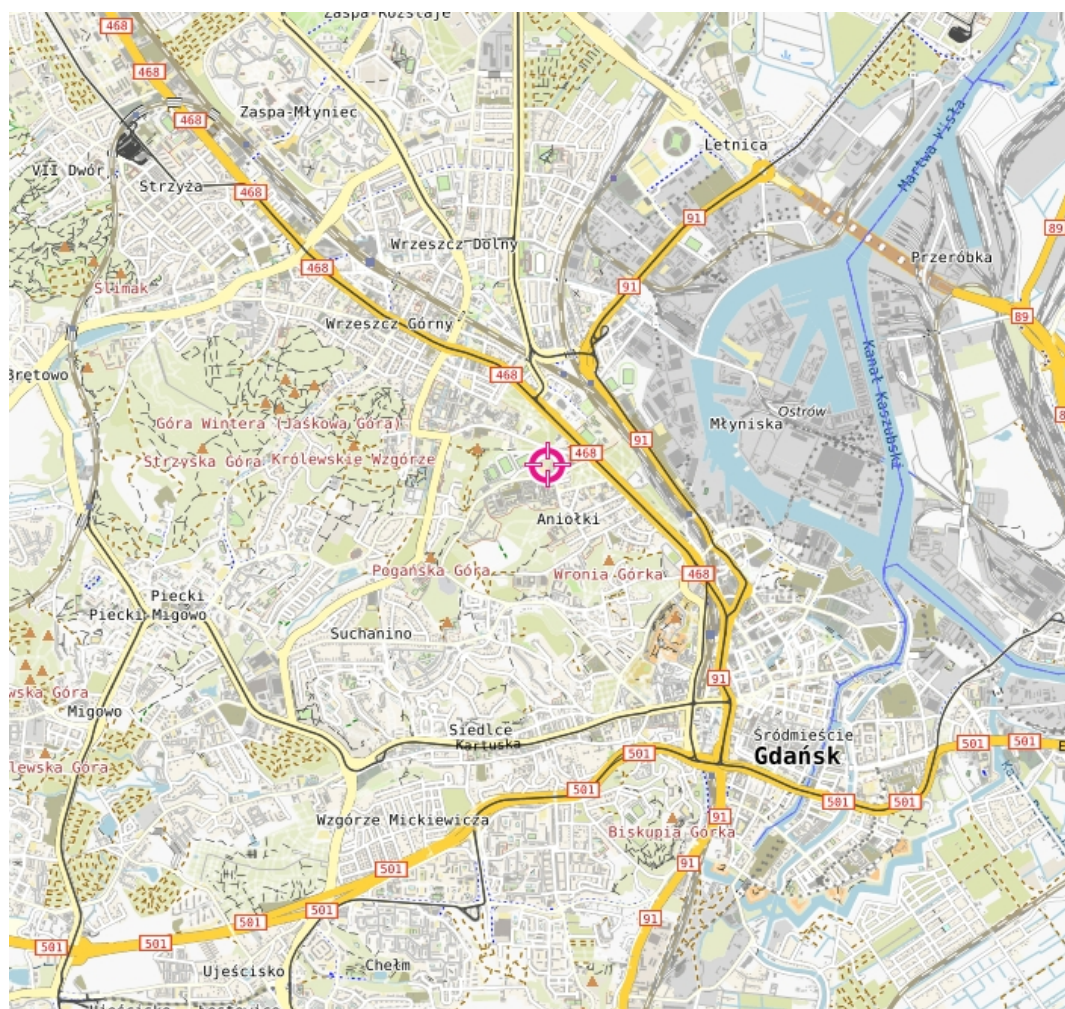 Zaspa-Rozstaje
468
468
Zaspa-Młyniec
468
Letnica
Martwa Wisła
VII Dwór
Strzyża
468
91
89
Wrzeszcz Dolny
Przeróbka
468
Ślimak
91
89
Wrzeszcz Górny
Kanał Kaszubski
Brętowo
468
Ostrów
Góra Wintera (Jaśkowa Góra)
Młyniska
91
Strzyska Góra
Królewskie Wzgórze
468
Aniołki
Pogańska Góra
Wronia Górka
468
Piecki
Piecki-Migowo
Suchanino
91
Migowo
Siedlce
Kartuska
Śródmieście
Gdańsk
501
501
501
501
501
501
Wzgórze Mickiewicza
91
Biskupia Górka
501
91
501
501
501
501
91
Ujeścisko
Chełm